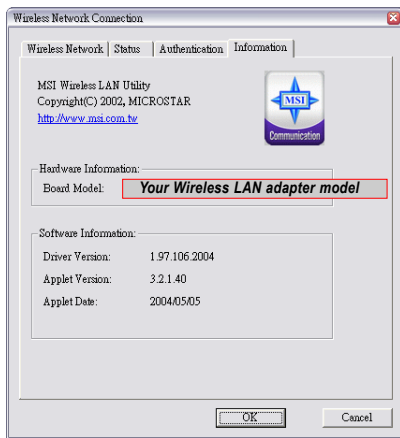 Wireless Network Connection
Wireless Network
Status
Authentication
Information
MSI Wireless LAN Utility
Copyright(C) 2002, MICROSTAR
http://www.msi.com.tw
MSI
Communication
Hardware Information:
Board Model: Your Wireless LAN adapter model
Software Information:
Driver Version: 1.97.106.2004
Applet Version: 3.2.1.40
Applet Date: 2004/05/05
OK
Cancel